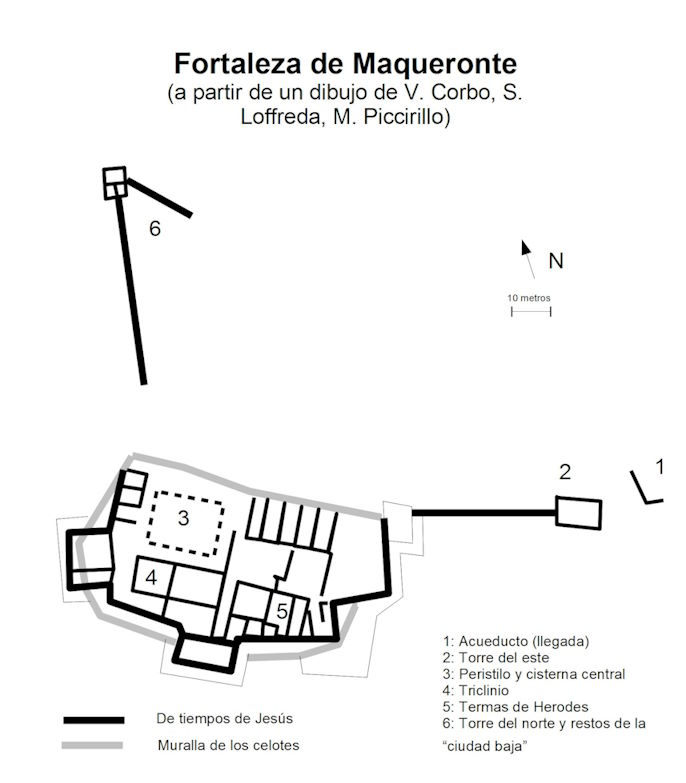 Fortaleza de Maqueronte
(a partir de un dibujo de V. Corbo, S.
Loffreda, M. Piccirillo)
6
N
10 metros
2
1
3
4
5
1: Acueducto (llegada)
2: Torre del este
3: Peristilo y cisterna central
4: Triclinio
5: Termas de Herodes
6: Torre del norte y restos de la
“ciudad baja”
De tiempos de Jesús
Muralla de los celotes